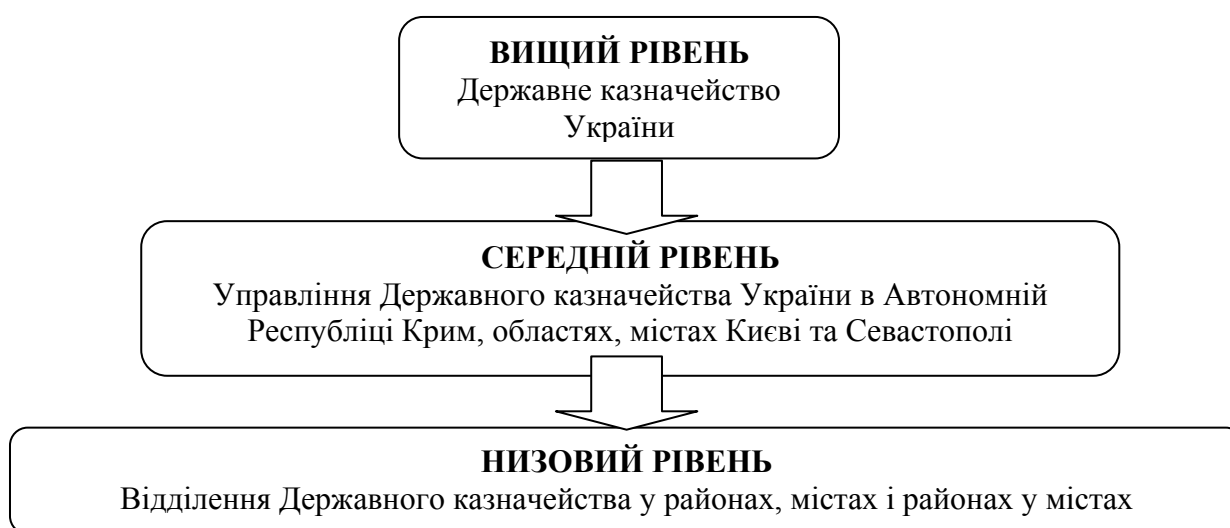 ВИЩИЙ РІВЕНЬ
Державне казначейство
України
СЕРЕДНІЙ РІВЕНЬ
Управління Державного казначейства України в Автономній
Республіці Крим, областях, містах Києві та Севастополі
НИЗОВИЙ РІВЕНЬ
Відділення Державного казначейства у районах, містах і районах у містах